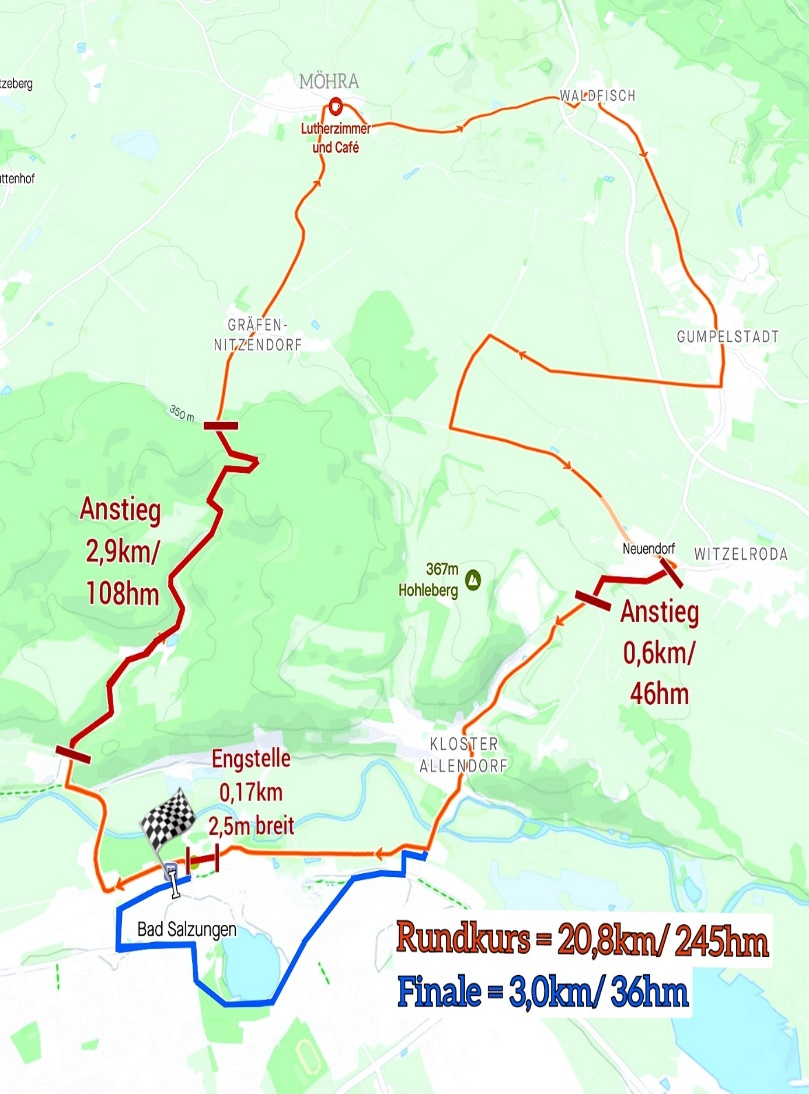 MÖHRA
tzeberg
WALDFISCH
Lutherzimmer
und Café
uttenhof
GRÄFEN-
NITZENDORF
GUMPELSTADT
350 m
Anstieg
2,9km/
108hm
Neuendorf
WITZELRODA
367m
Hohleberg
Anstieg
0,6km/
46hm
KLOSTER
ALLENDORF
Engstelle
0,17km
2,5m breit
Bad Salzungen
Rundkurs = 20,8km/ 245hm
Finale = 3,0km/ 36hm